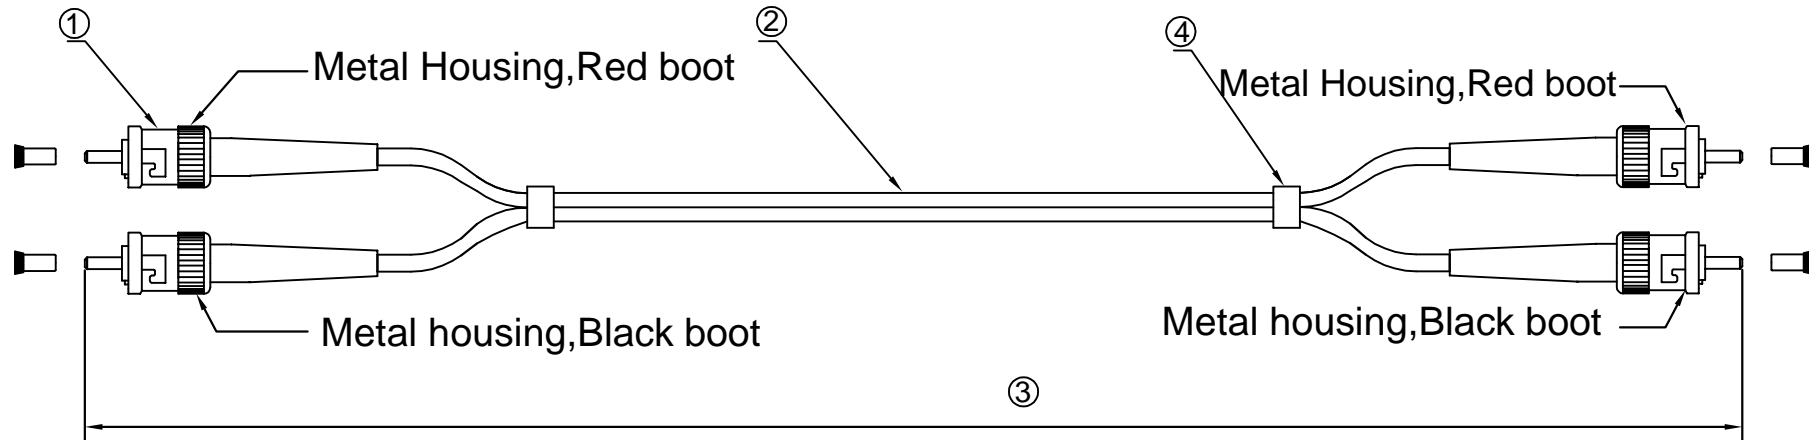 ①
②
④
Metal Housing,Red boot
Metal Housing,Red boot
Metal housing,Black boot
Metal housing,Black boot
③